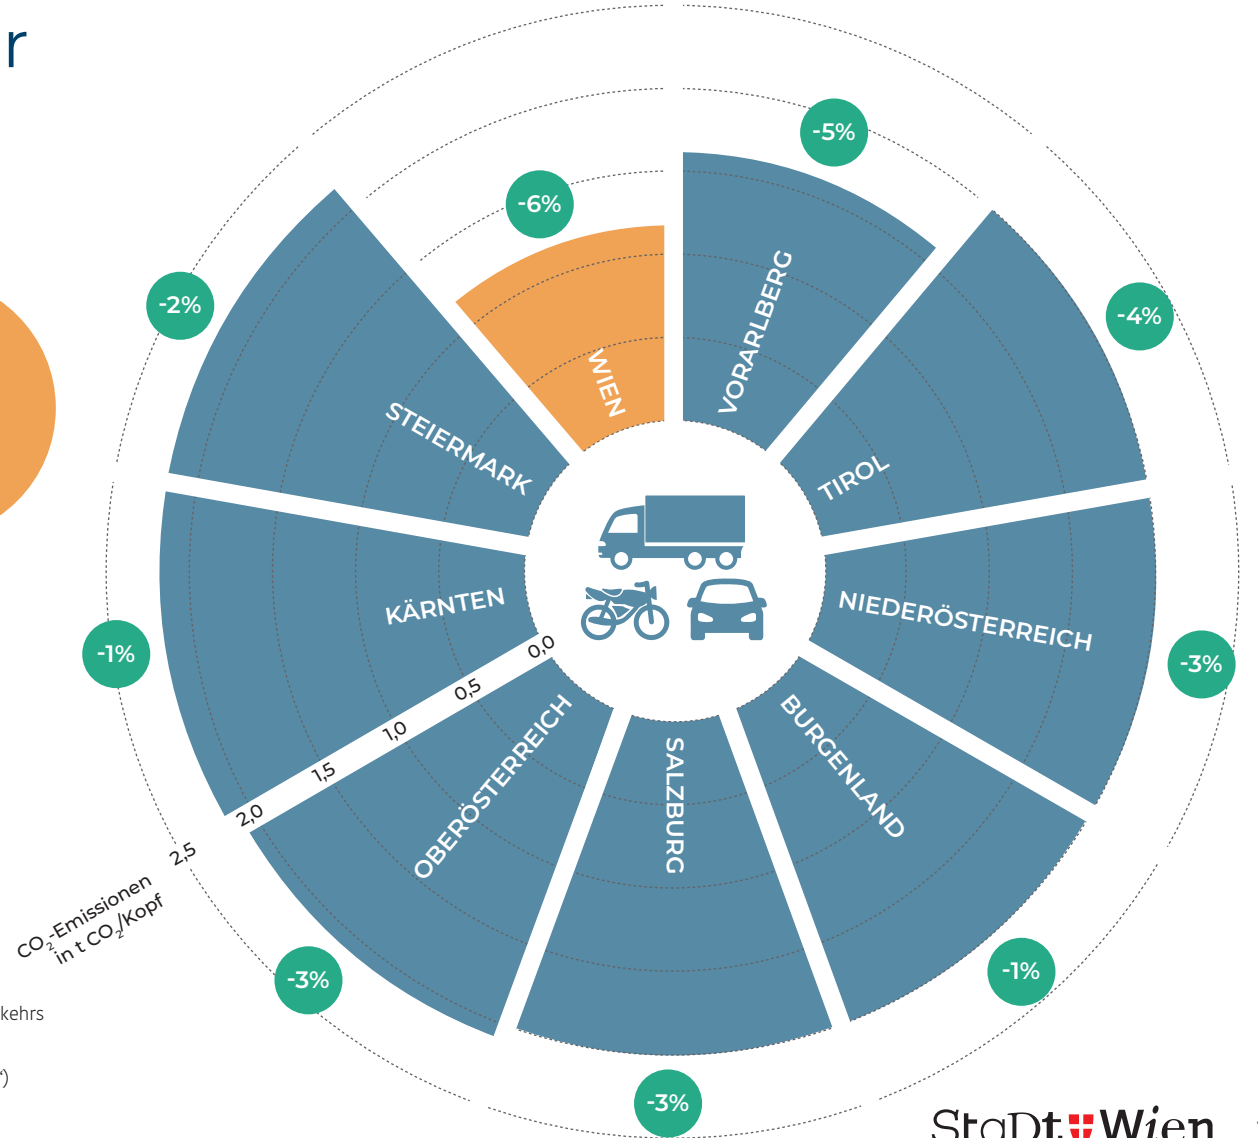 r
-5%
-6%
-4%
-2%
VORARLBERG
WIEN
STEIERMARK
TIROL
KÄRNTEN
NIEDERÖSTERREICH
-1%
-3%
0,0
0,5
1,0
1,5
2,0
2,5
CO₂-Emissionen
in t CO₂/Kopf
OBERÖSTERREICH
SALZBURG
BURGENLAND
-3%
-1%
-3%
kehrs
)
Stadt Wien